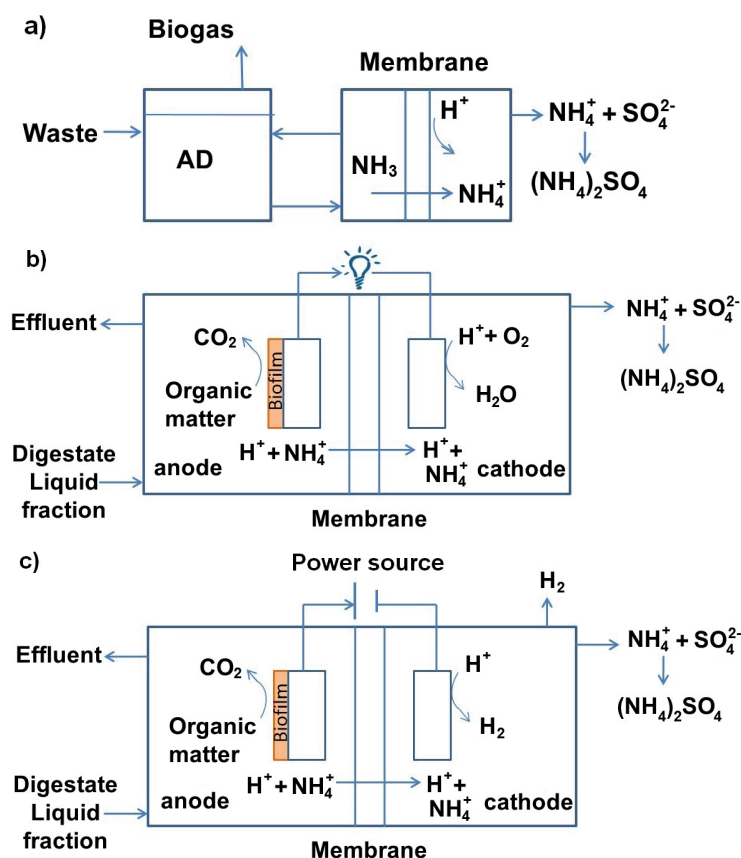 a)
Biogas
Membrane
Waste
AD
H⁺
NH₃
NH₄⁺
NH₄⁺ + SO₄²⁻
(NH₄)₂SO₄
b)
Effluent
CO₂
Organic
matter
Biofilm
H⁺+ O₂
H₂O
NH₄⁺ + SO₄²⁻
(NH₄)₂SO₄
H⁺ + NH₄⁺
H⁺+
NH₄⁺
Digestate
Liquid
fraction
anode
cathode
Membrane
c)
Power source
H₂
Effluent
CO₂
Organic
matter
Biofilm
H⁺
H₂
NH₄⁺ + SO₄²⁻
(NH₄)₂SO₄
H⁺ + NH₄⁺
H⁺+
NH₄⁺
Digestate
Liquid
fraction
anode
cathode
Membrane